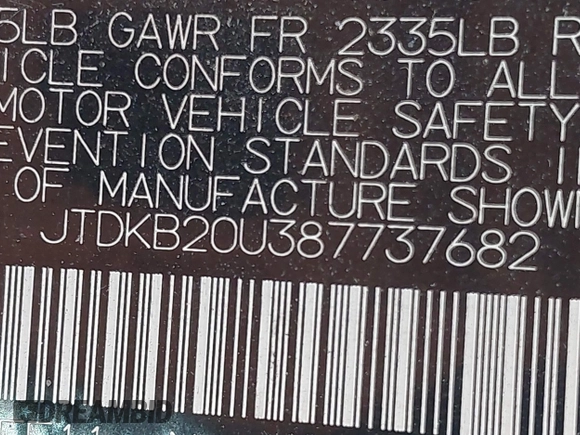 5LB GAWR FR 2335LB R
ICLE CONFORMS TO ALL
MOTOR VEHICLE SAFETY
EVENTION STANDARDS I
OF MANUFACTURE SHOW
JTDKB20U387737682
DREAMBID